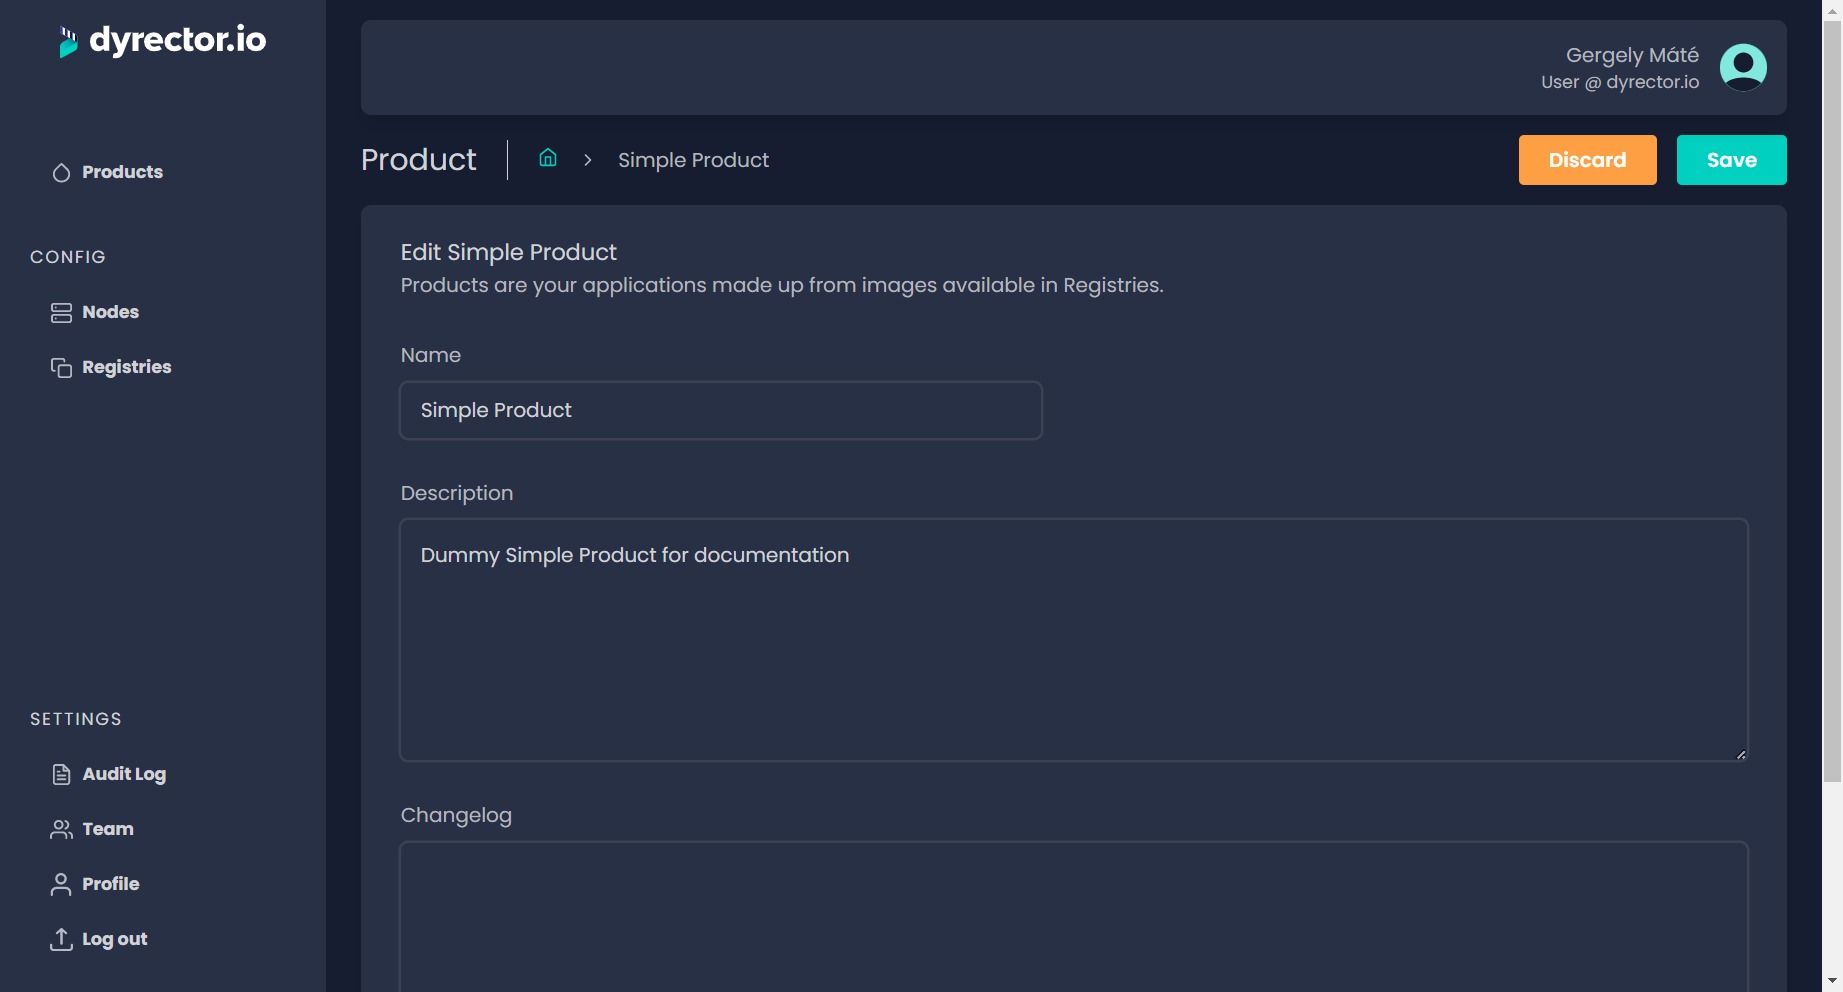 dyrector.io
Products
CONFIG
Nodes
Registries
SETTINGS
Audit Log
Team
Profile
Log out
Gergely Máté
User @ dyrector.io
Product
Simple Product
Discard
Save
Edit Simple Product
Products are your applications made up from images available in Registries.
Name
Simple Product
Description
Dummy Simple Product for documentation
Changelog